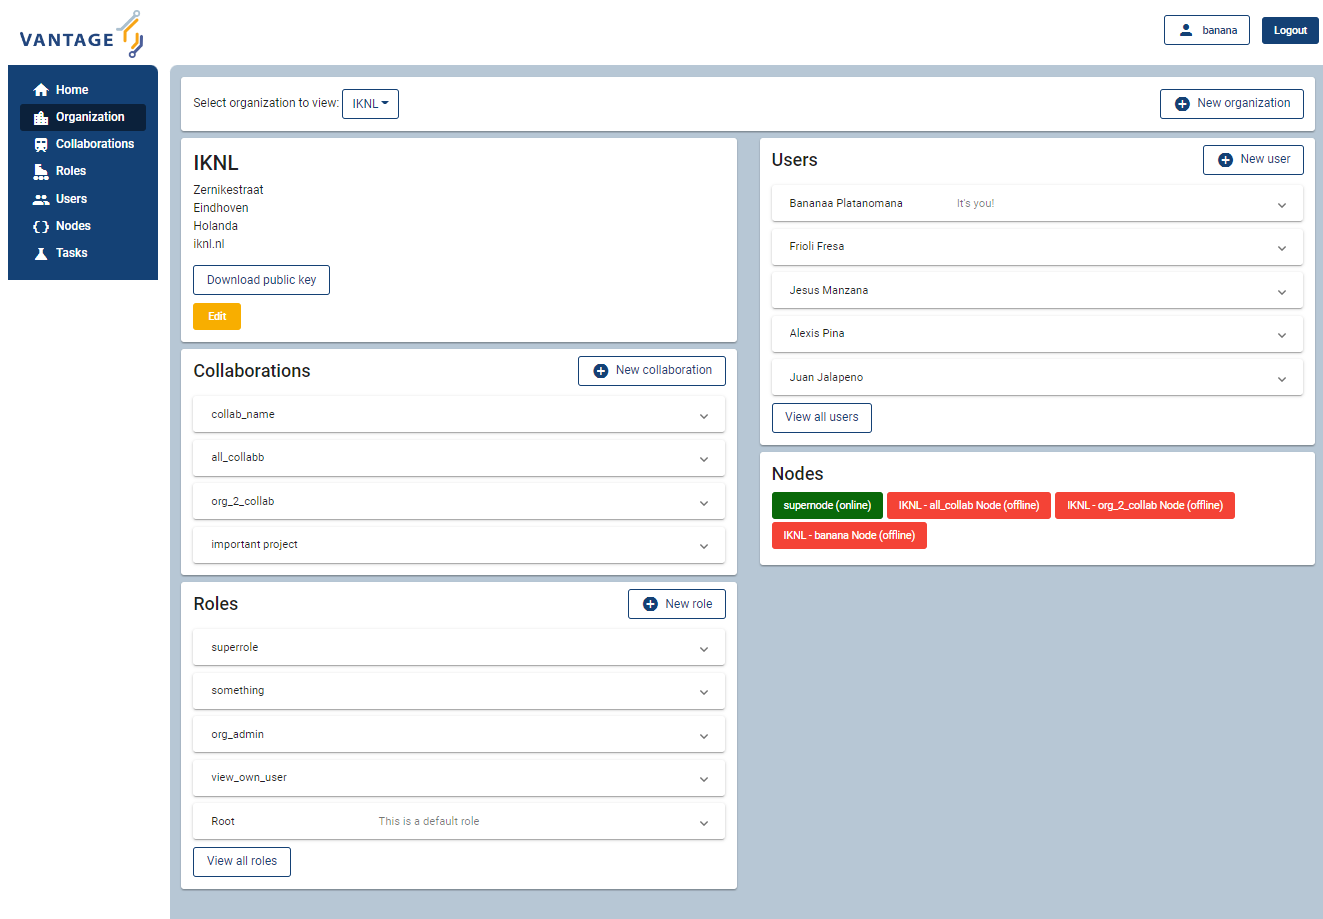 VANTAGE
banana
Logout
Home
Organization
Collaborations
Roles
Users
Nodes
Tasks
Select organization to view: IKNL
New organization
IKNL
Zernikestraat
Eindhoven
Holanda
iknl.nl
Download public key
Edit
Collaborations
New collaboration
collab_name
all_collabb
org_2_collab
important project
Roles
New role
superrole
something
org_admin
view_own_user
Root This is a default role
View all roles
Users
New user
Bananaa Platanomana It's you!
Frioli Fresa
Jesus Manzana
Alexis Pina
Juan Jalapeno
View all users
Nodes
supernode (online) IKNL - all_collab Node (offline) IKNL - org_2_collab Node (offline)
IKNL - banana Node (offline)